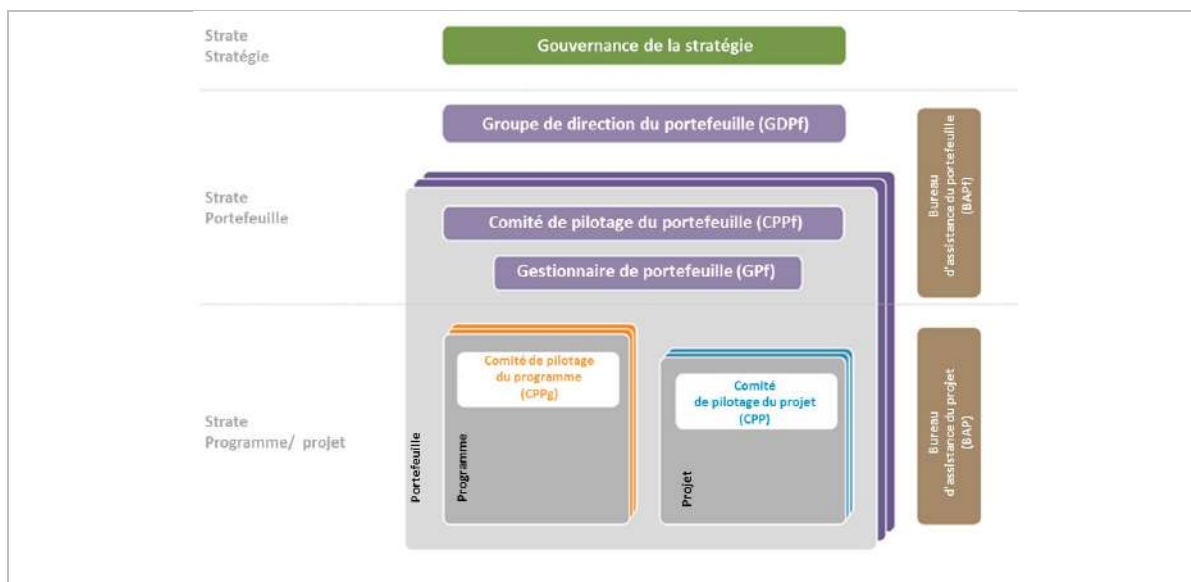 Strate
Stratégie
Gouvernance de la stratégie
Groupe de direction du portefeuille (GDPf)
Strate
Portefeuille
Comité de pilotage du portefeuille (CPPf)
Gestionnaire de portefeuille (GPf)
Bureau
d'assistance du portefeuille
(BAPf)
Strate
Programme/ projet
Portefeuille
Programme
Comité de pilotage
du programme
(CPPg)
Projet
Comité
de pilotage du projet
(CPP)
Bureau
d'assistance du projet
(BAP)